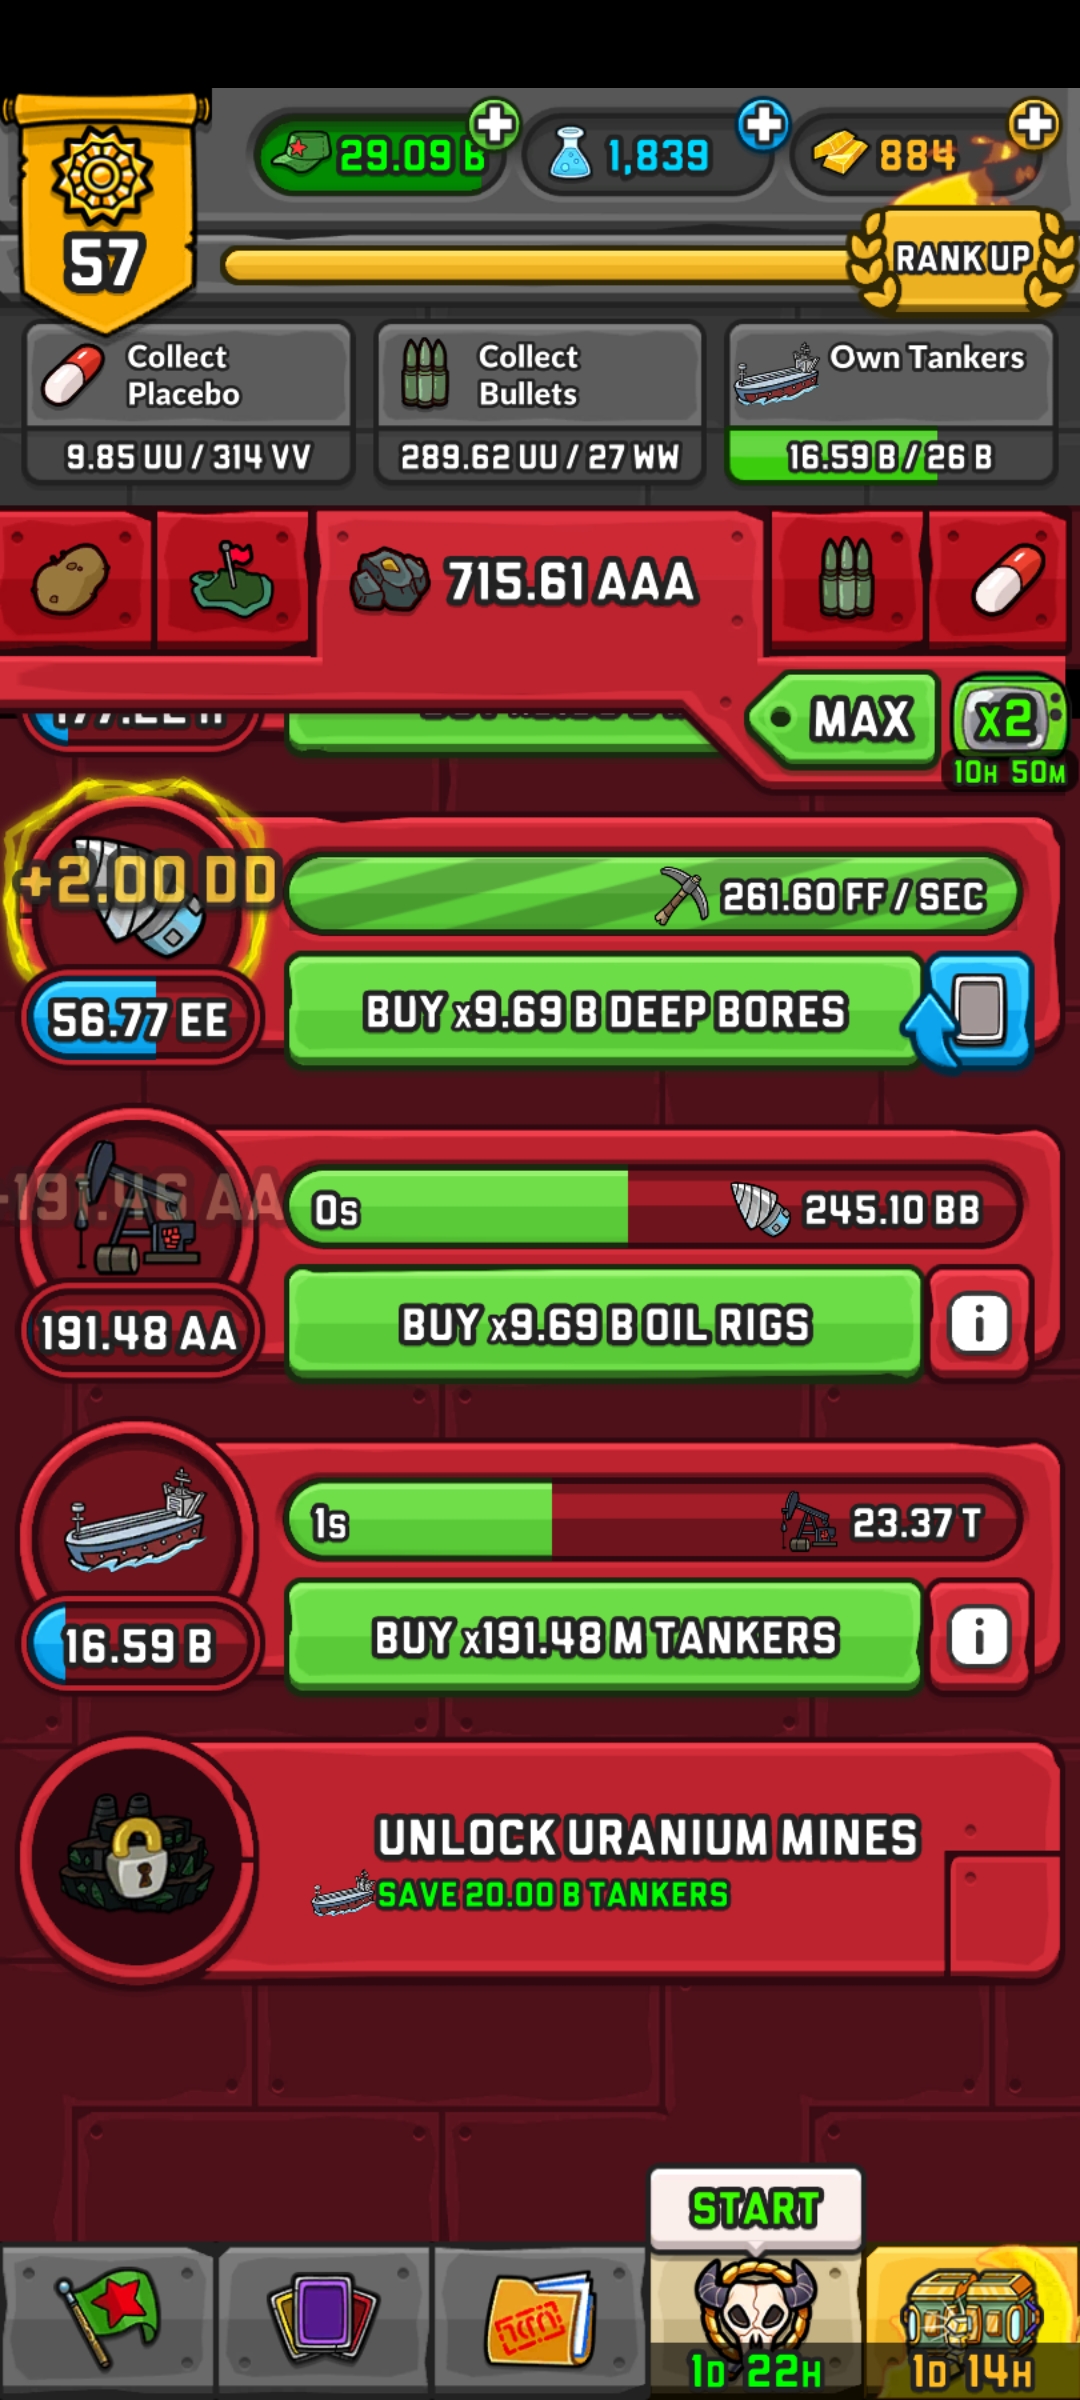 29.09 B
1,839
884
57
RANK UP
Collect
Placebo
9.85 UU / 314 VV
Collect
Bullets
289.62 UU / 27 WW
Own Tankers
16.59 B / 26 B
715.61 AAA
MAX
x2
10H 50M
+2.00 DD
261.60 FF / SEC
56.77 EE
BUY x9.69 B DEEP BORES
191.46 AA
0s
245.10 BB
191.48 AA
BUY x9.69 B OIL RIGS
i
1s
23.37 T
16.59 B
BUY x191.48 M TANKERS
i
UNLOCK URANIUM MINES
SAVE 20.00 B TANKERS
START
1D 22H
1D 14H